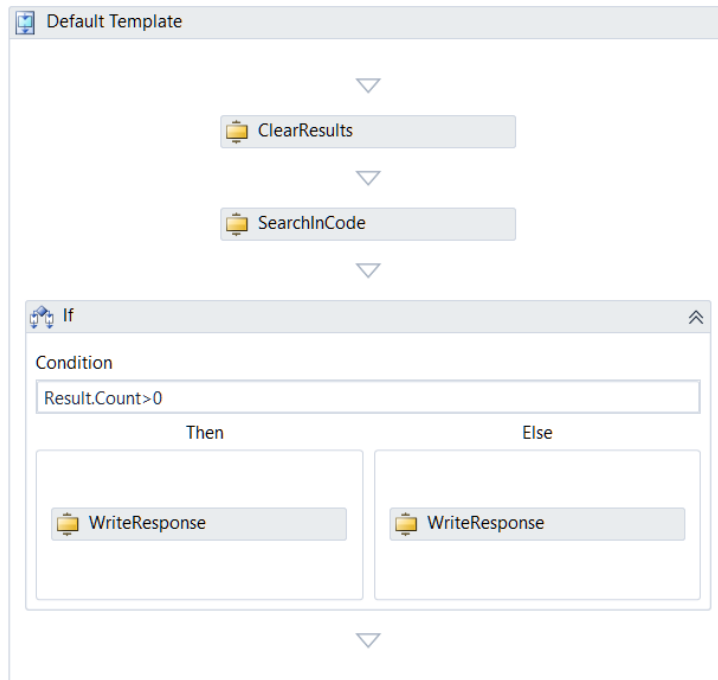 Default Template
ClearResults
SearchInCode
If
Condition
Result.Count>0
Then
Else
WriteResponse
WriteResponse